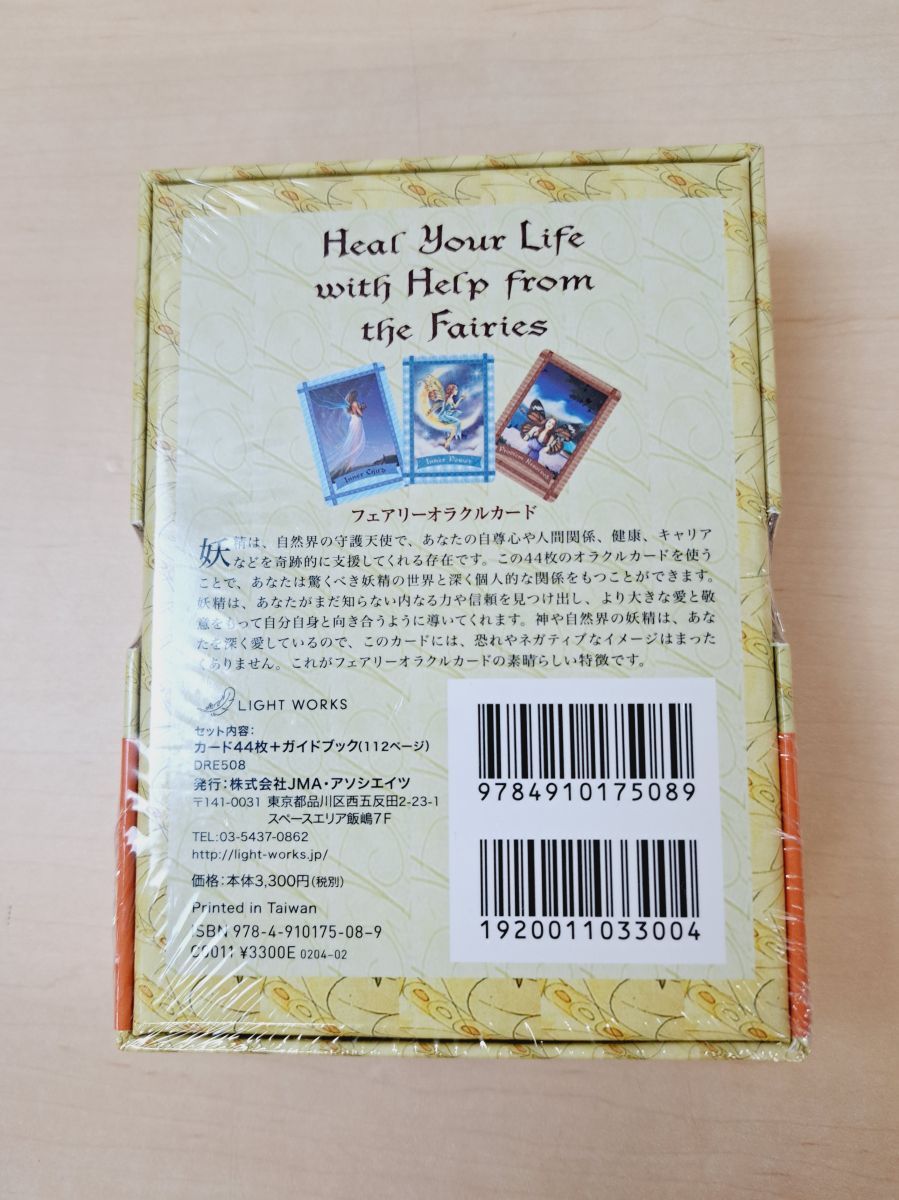 Heal Your Life
with Help from
the Fairies
Inner Child
Inner Power
フェアリーオラクルカード
妖精は、自然界の守護天使で、あなたの自尊心や人間関係、健康、キャリア
などを奇跡的に支援してくれる存在です。この44枚のオラクルカードを使う
ことで、あなたは驚くべき妖精の世界と深く個人的な関係をもつことができます。
妖精は、あなたがまだ知らない内なる力や信頼を見つけ出し、より大きな愛と敬
意をもって自分自身と向き合うように導いてくれます。神や自然界の妖精は、あな
たを深く愛しているので、このカードには、恐れやネガティブなイメージはまった
くありません。これがフェアリーオラクルカードの素晴らしい特徴です。
LIGHT WORKS
セット内容：
カード44枚＋ガイドブック(112ページ)
DRE508
発行：株式会社JMA・アソシエイツ
〒141-0031 東京都品川区西五反田2-23-1
スペースエリア飯嶋7F
TEL:03-5437-0862
http://light-works.jp/
価格：本体3,300円(税別)
Printed in Taiwan
ISBN 978-4-910175-08-9
C0011 ¥3300E 0204-02
9784910175089
1920011033004